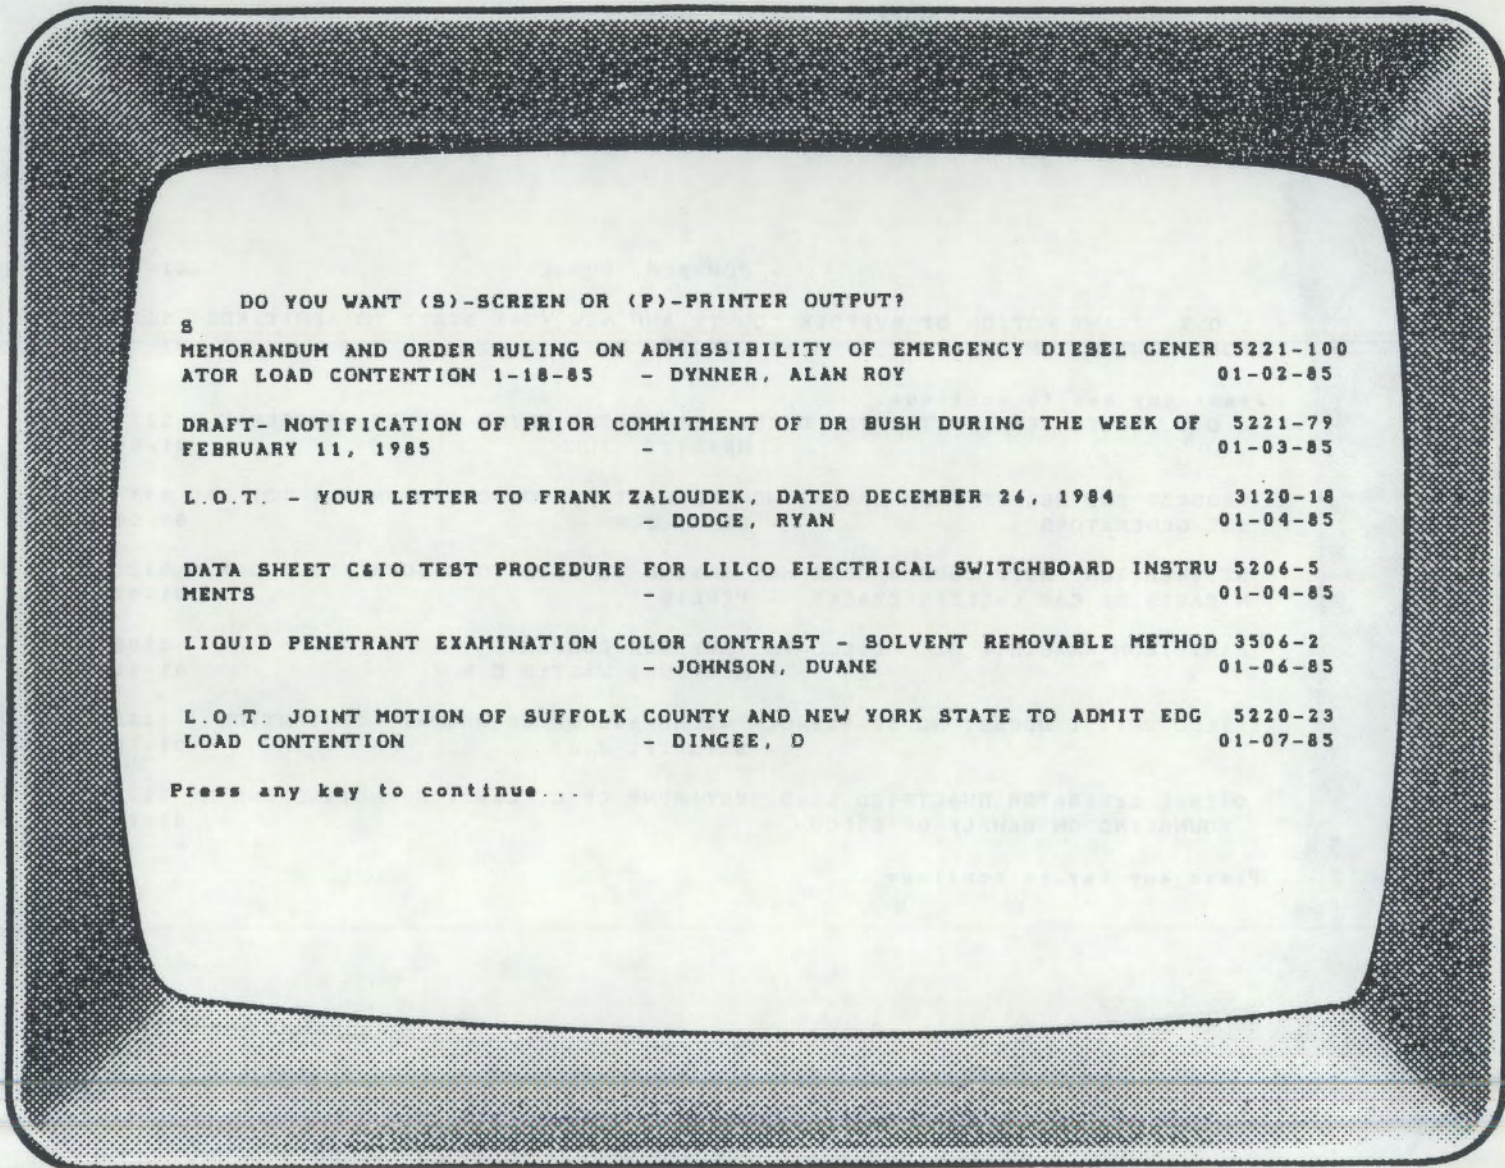 DO YOU WANT (S)-SCREEN OR (P)-PRINTER OUTPUT?
S
MEMORANDUM AND ORDER RULING ON ADMISSIBILITY OF EMERGENCY DIESEL GENER 5221-100
ATOR LOAD CONTENTION 1-18-85 - DYNNER, ALAN ROY 01-02-85
DRAFT- NOTIFICATION OF PRIOR COMMITMENT OF DR BUSH DURING THE WEEK OF 5221-79
FEBRUARY 11, 1985 - 01-03-85
L.O.T. - YOUR LETTER TO FRANK ZALOUDEK, DATED DECEMBER 26, 1984 3120-18
- DODGE, RYAN 01-04-85
DATA SHEET C&IO TEST PROCEDURE FOR LILCO ELECTRICAL SWITCHBOARD INSTRU 5206-5
MENTS - 01-04-85
LIQUID PENETRANT EXAMINATION COLOR CONTRAST - SOLVENT REMOVABLE METHOD 3506-2
- JOHNSON, DUANE 01-06-85
L.O.T. JOINT MOTION OF SUFFOLK COUNTY AND NEW YORK STATE TO ADMIT EDG 5220-23
LOAD CONTENTION - DINGEE, D 01-07-85
Press any key to continue...